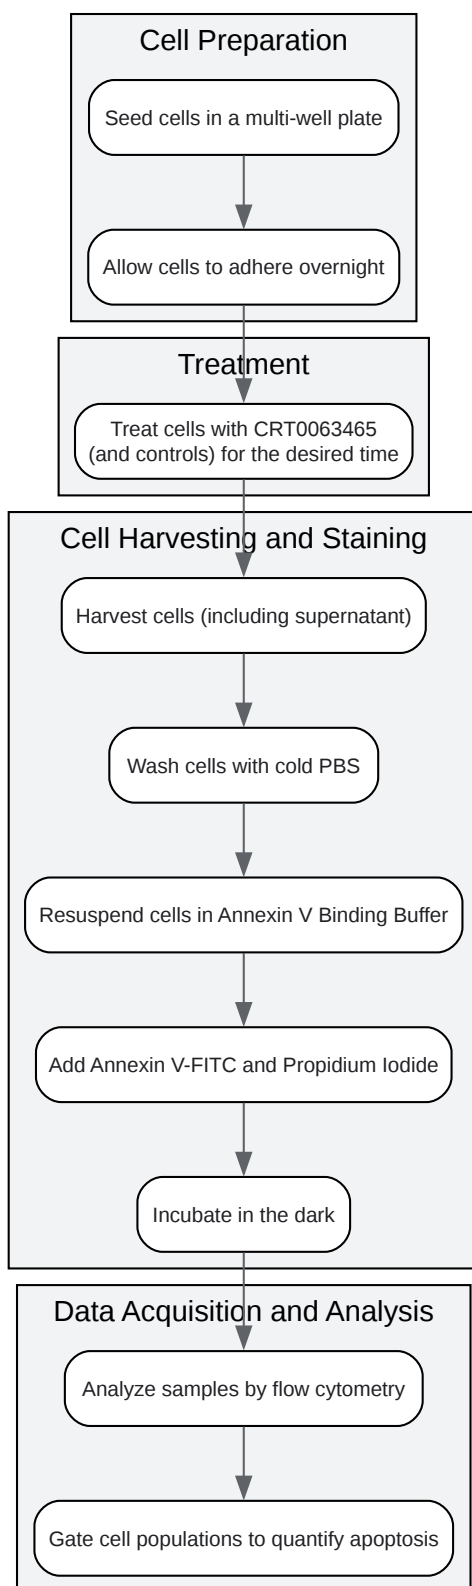 Cell Preparation
Seed cells in a multi-well plate
Allow cells to adhere overnight
Treatment
Treat cells with CRT0063465
(and controls) for the desired time
Cell Harvesting and Staining
Harvest cells (including supernatant)
Wash cells with cold PBS
Resuspend cells in Annexin V Binding Buffer
Add Annexin V-FITC and Propidium Iodide
Incubate in the dark
Data Acquisition and Analysis
Analyze samples by flow cytometry
Gate cell populations to quantify apoptosis